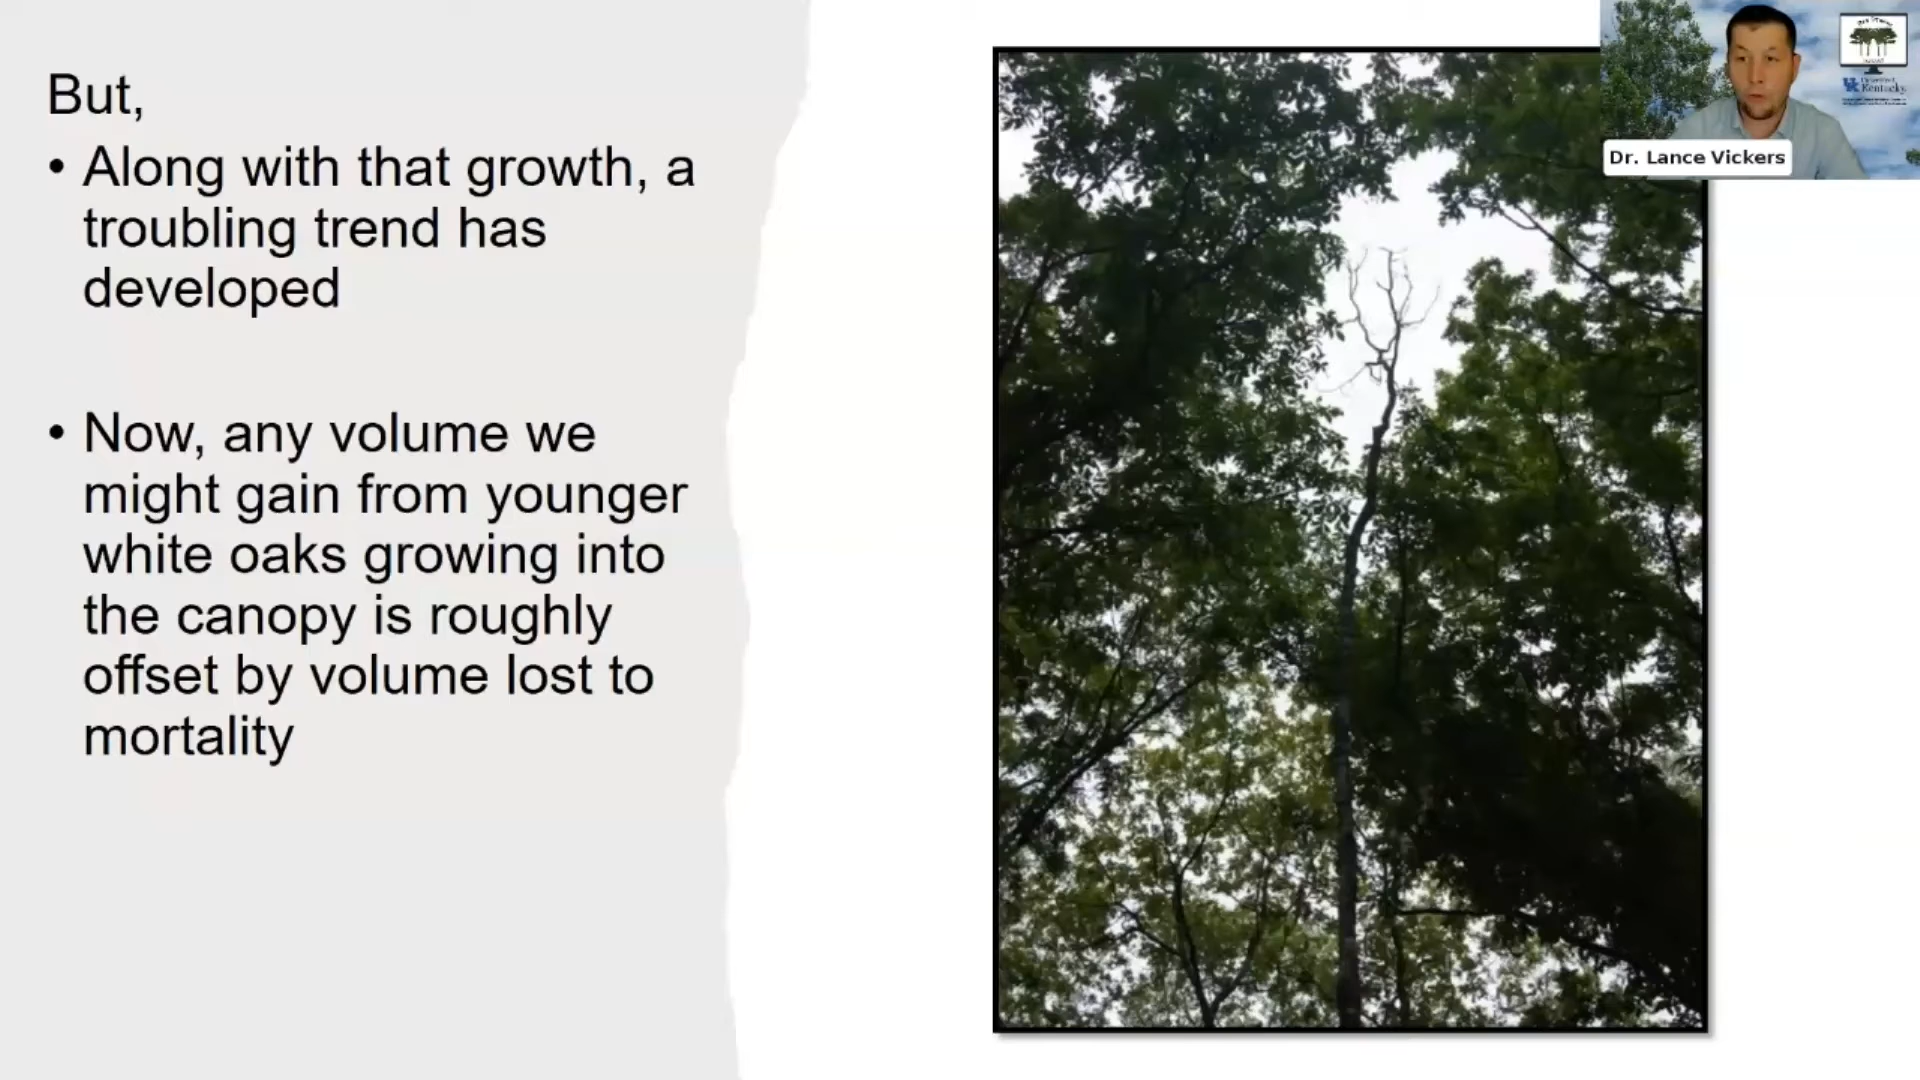 But,
• Along with that growth, a
troubling trend has
developed
• Now, any volume we
might gain from younger
white oaks growing into
the canopy is roughly
offset by volume lost to
mortality
Dr. Lance Vickers
Kentucky